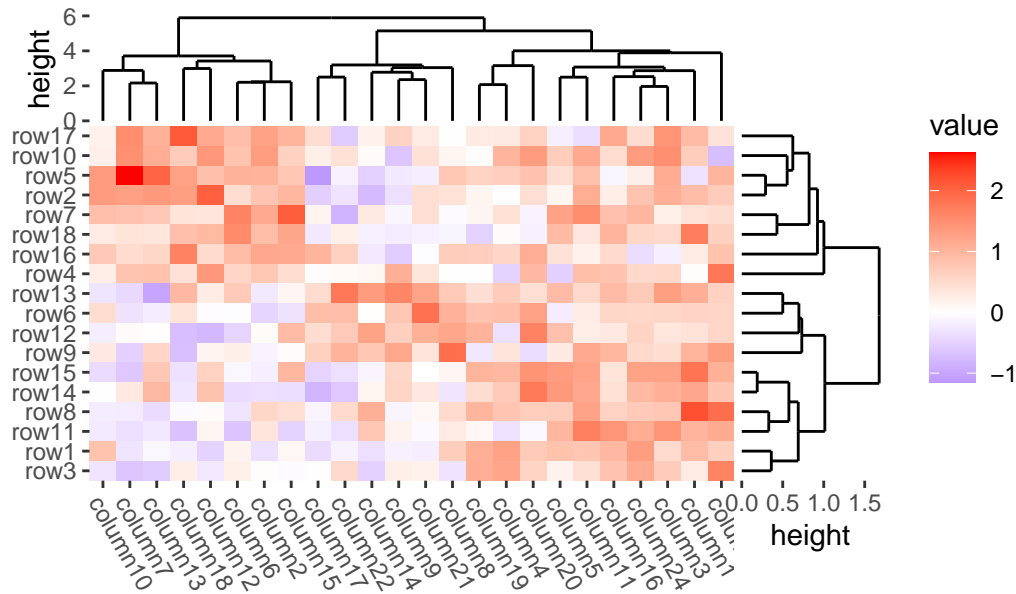 height
6
4
2
0
row17
row10
row5
row2
row7
row18
row16
row4
row13
row6
row12
row9
row15
row14
row8
row11
row1
row3
column10
column7
column13
column18
column12
column6
column2
column15
column17
column22
column14
column9
column21
column8
column19
column4
column20
column5
column11
column16
column24
column3
column1
0.0 0.5 1.0 1.5
height
value
2
1
0
−1